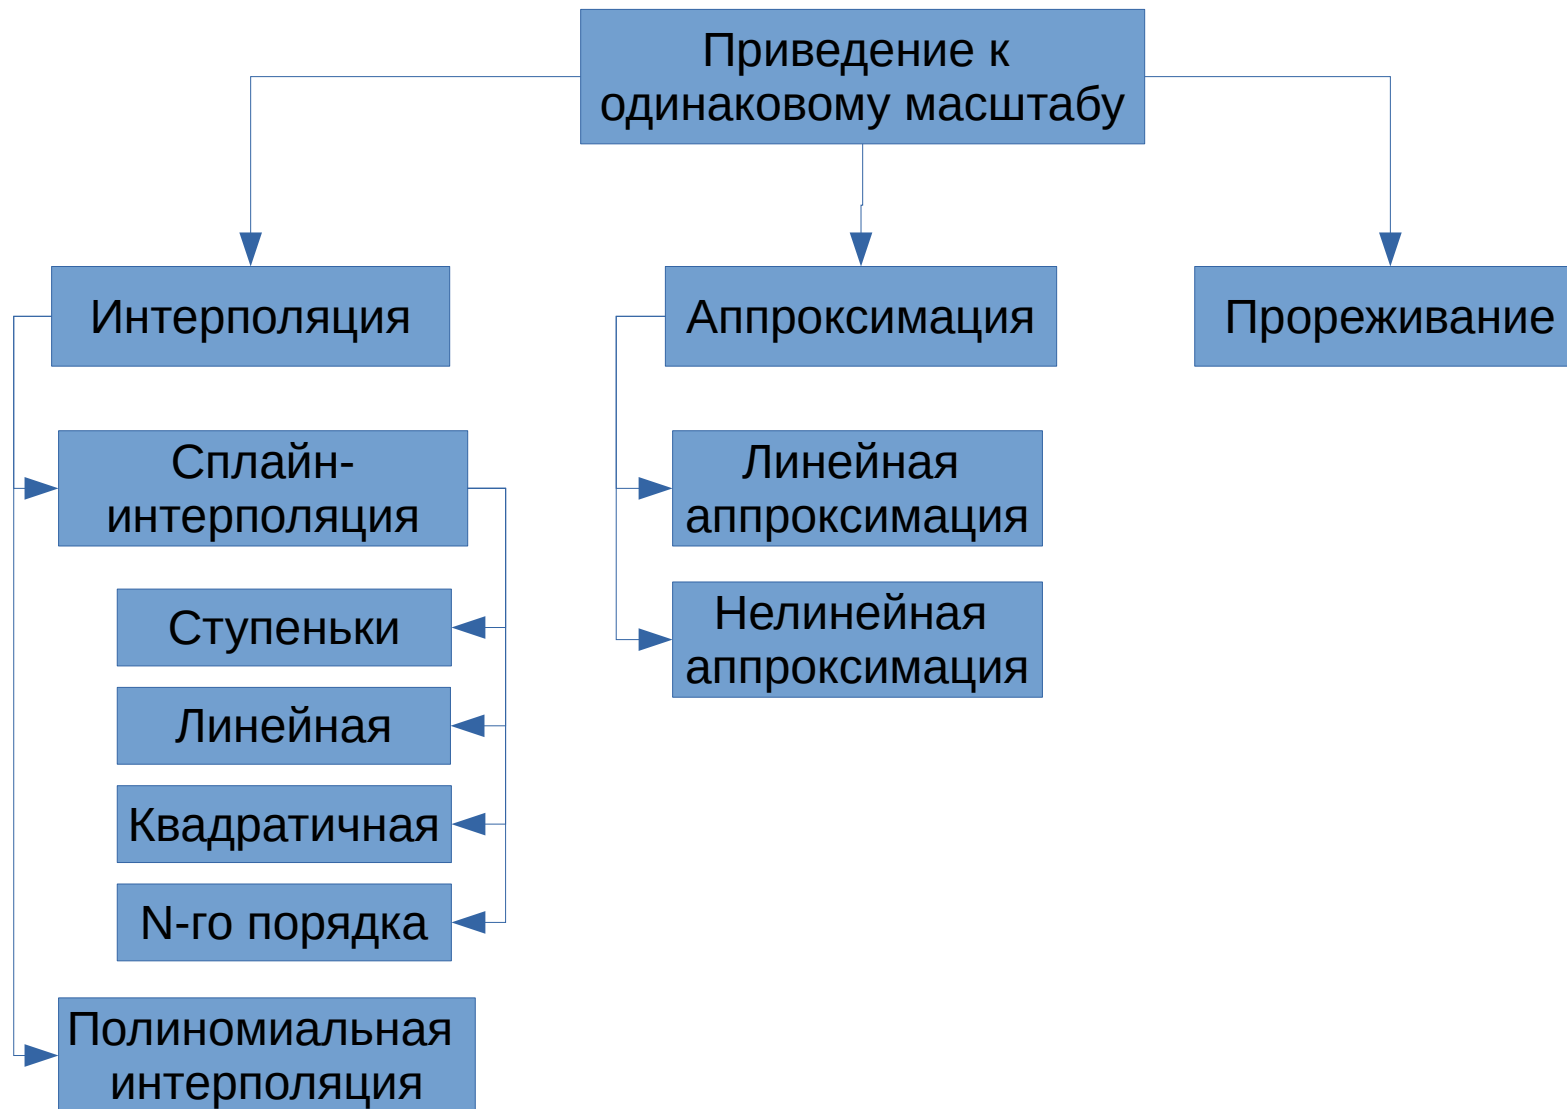 Приведение к
одинаковому масштабу
Интерполяция
Аппроксимация
Прореживание
Сплайн-
интерполяция
Линейная
аппроксимация
Ступеньки
Нелинейная
аппроксимация
Линейная
Квадратичная
N-го порядка
Полиномиальная
интерполяция